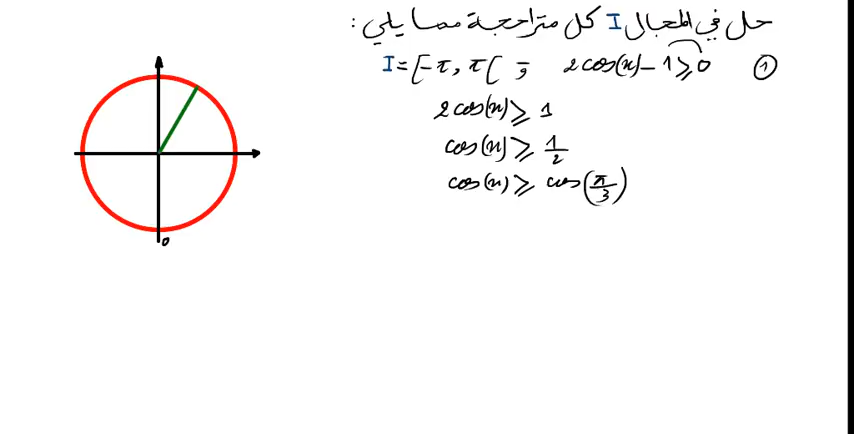 حل في المجال I كل متراجحة مما يلي :
① 2cos(x) - 1 ≥ 0 و I = [-π, π[
2cos(x) ≥ 1
cos(x) ≥ 1/2
cos(x) ≥ cos(π/3)